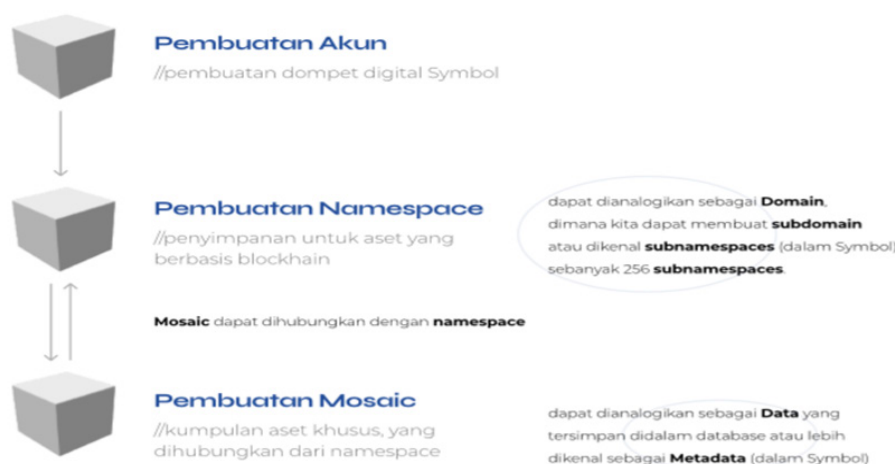 Pembuatan Akun
//pembuatan dompet digital Symbol
Pembuatan Namespace
//penyimpanan untuk aset yang
berbasis blockhain
dapat dianalogikan sebagai Domain,
dimana kita dapat membuat subdomain
atau dikenal subnamespaces (dalam Symbol)
sebanyak 256 subnamespaces.
Mosaic dapat dihubungkan dengan namespace
Pembuatan Mosaic
//kumpulan aset khusus, yang
dihubungkan dari namespace
dapat dianalogikan sebagai Data yang
tersimpan didalam database atau lebih
dikenal sebagai Metadata (dalam Symbol)